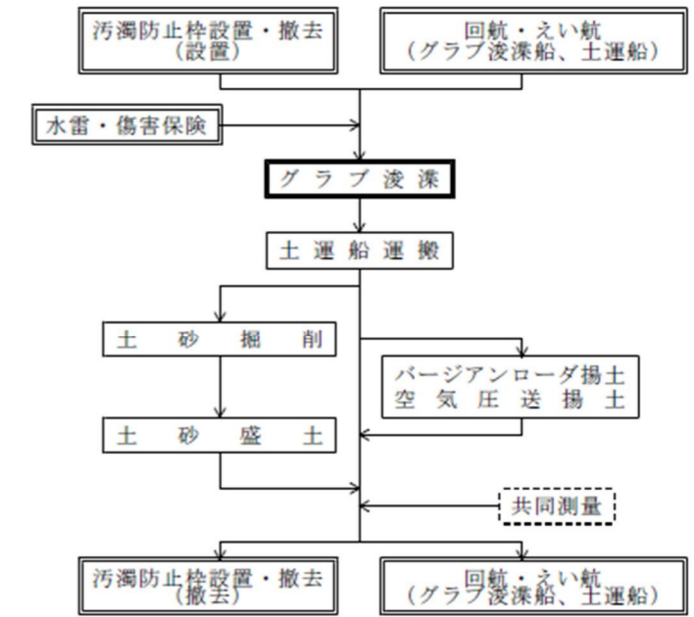 汚濁防止枠設置・撤去
（設置）
回航・えい航
（グラブ浚渫船、土運船）
水雷・傷害保険
グラブ浚渫
土運船運搬
土砂掘削
バージアンローダ揚土
空気圧送揚土
土砂盛土
共同測量
汚濁防止枠設置・撤去
（撤去）
回航・えい航
（グラブ浚渫船、土運船）